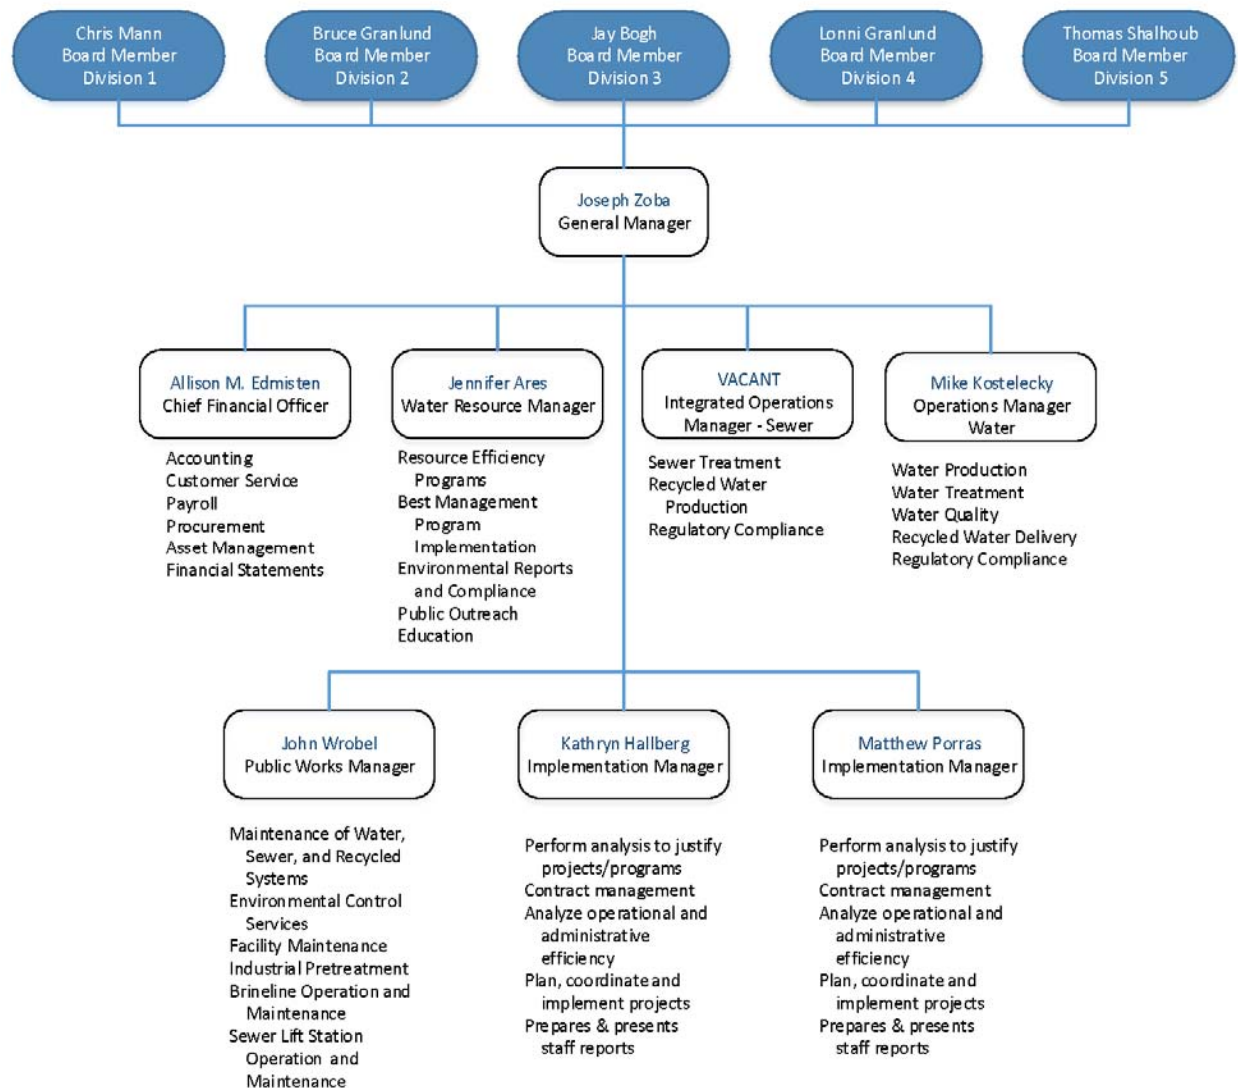 Chris Mann
Board Member
Division 1
Bruce Granlund
Board Member
Division 2
Jay Bogh
Board Member
Division 3
Lonni Granlund
Board Member
Division 4
Thomas Shalhoub
Board Member
Division 5
Joseph Zoba
General Manager
Allison M. Edmisten
Chief Financial Officer
Accounting
Customer Service
Payroll
Procurement
Asset Management
Financial Statements
Jennifer Ares
Water Resource Manager
Resource Efficiency
Programs
Best Management
Program
Implementation
Environmental Reports
and Compliance
Public Outreach
Education
VACANT
Integrated Operations
Manager - Sewer
Sewer Treatment
Recycled Water
Production
Regulatory Compliance
Mike Kostelecky
Operations Manager
Water
Water Production
Water Treatment
Water Quality
Recycled Water Delivery
Regulatory Compliance
John Wrobel
Public Works Manager
Maintenance of Water,
Sewer, and Recycled
Systems
Environmental Control
Services
Facility Maintenance
Industrial Pretreatment
Brineline Operation and
Maintenance
Sewer Lift Station
Operation and
Maintenance
Kathryn Hallberg
Implementation Manager
Perform analysis to justify
projects/programs
Contract management
Analyze operational and
administrative
efficiency
Plan, coordinate and
implement projects
Prepares & presents
staff reports
Matthew Porras
Implementation Manager
Perform analysis to justify
projects/programs
Contract management
Analyze operational and
administrative
efficiency
Plan, coordinate and
implement projects
Prepares & presents
staff reports